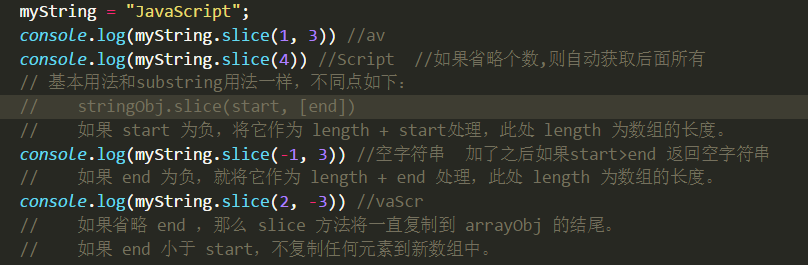 myString = "JavaScript";
console.log(myString.slice(1, 3)) //av
console.log(myString.slice(4)) //Script  //如果省略个数,则自动获取后面所有
// 基本用法和substring用法一样，不同点如下：
//    stringObj.slice(start, [end])
//    如果 start 为负，将它作为 length + start处理，此处 length 为数组的长度。
console.log(myString.slice(-1, 3)) //空字符串  加了之后如果start>end 返回空字符串
//    如果 end 为负，就将它作为 length + end 处理，此处 length 为数组的长度。
console.log(myString.slice(2, -3)) //vaScr
//    如果省略 end ，那么 slice 方法将一直复制到 arrayObj 的结尾。
//    如果 end 小于 start，不复制任何元素到新数组中。